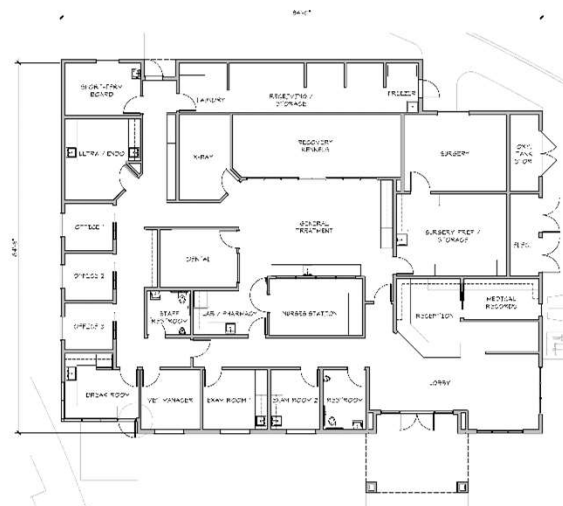 SHORT-STAY
BOARD
LAUNDRY
RECEIVING /
STORAGE
FREEZER
ULTRA / ENDO
X-RAY
RECOVERY
KENNELS
SURGERY
OXY.
TANK
STOR.
OFFICE 1
GENERAL
TREATMENT
SURGERY PREP /
STORAGE
ELEC.
DENTAL
OFFICE 2
MEDICAL
RECORDS
STAFF
RESTROOM
LAB / PHARMACY
NURSES STATION
RECEPTION
OFFICE 3
LOBBY
BREAK ROOM
VET MANAGER
EXAM ROOM 1
EXAM ROOM 2
RESTROOM